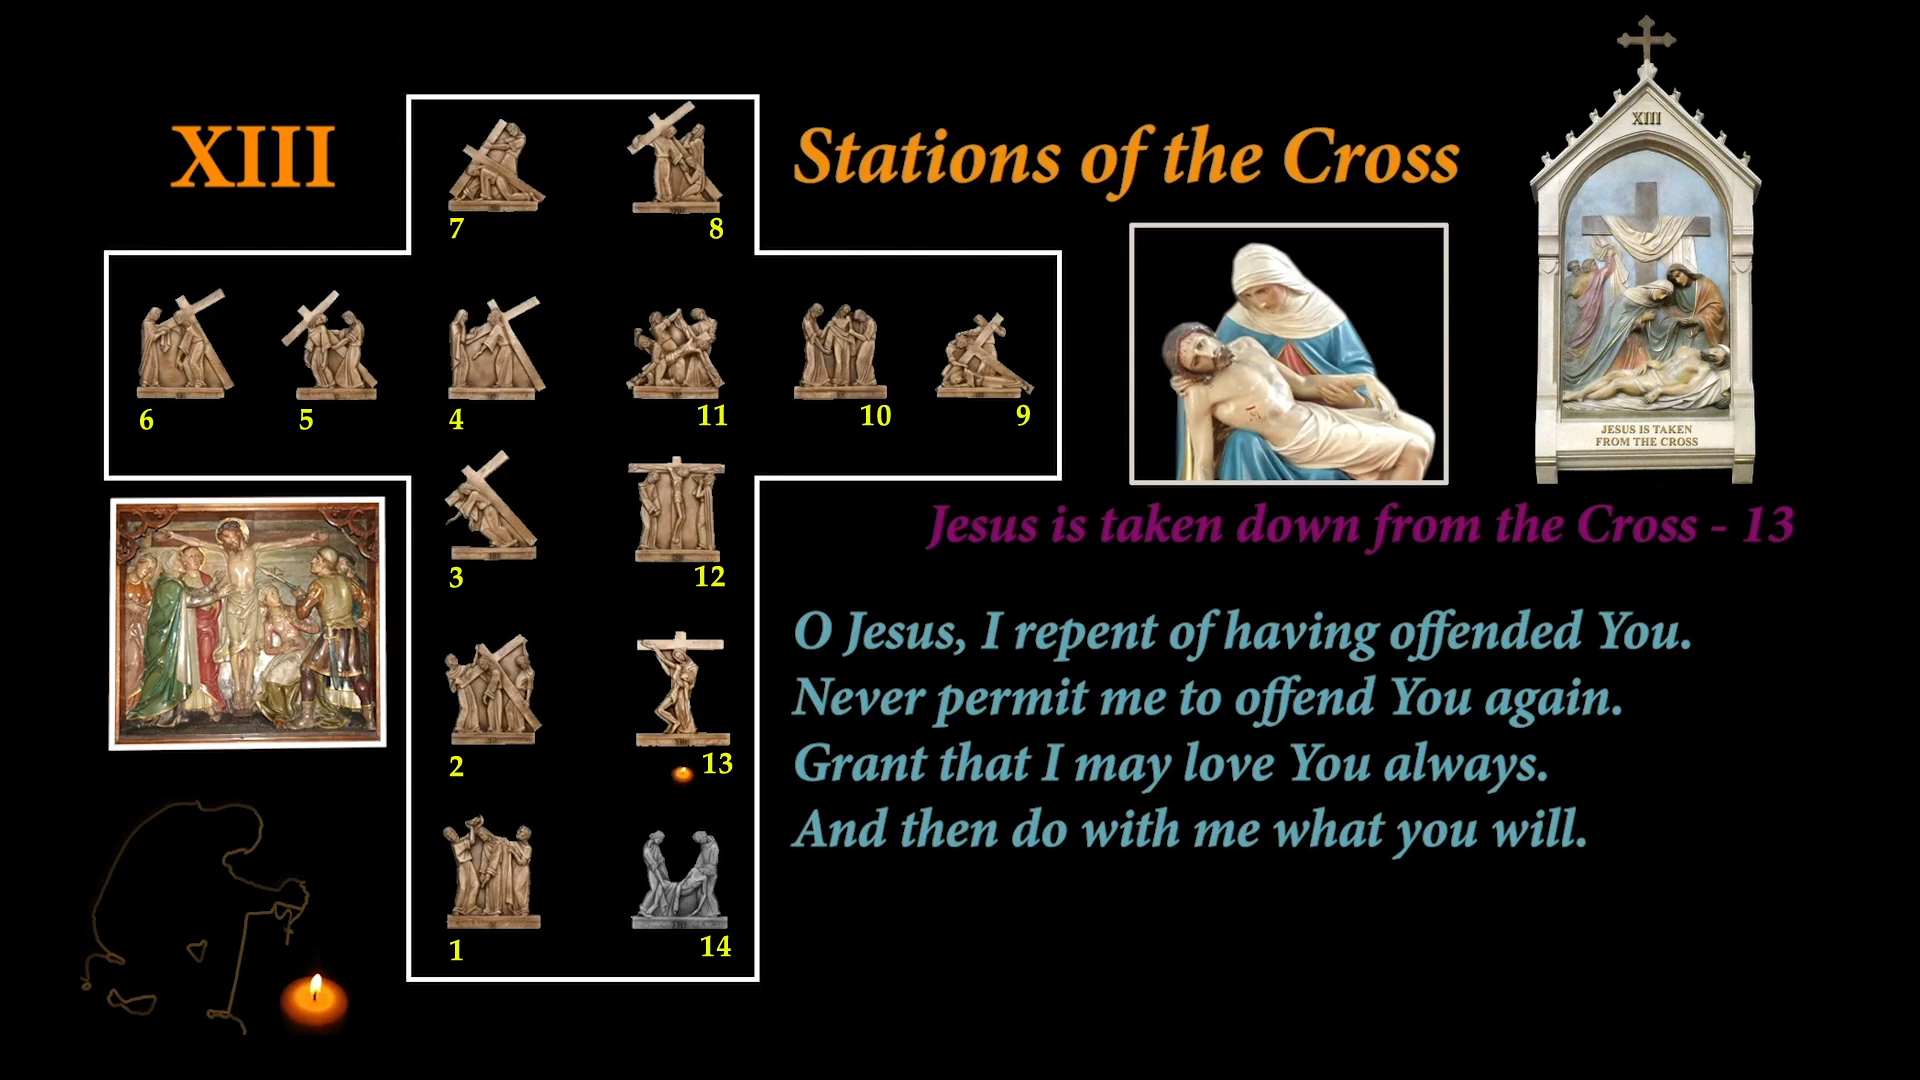 XIII
Stations of the Cross
XIII
7
8
6
5
4
11
10
9
JESUS IS TAKEN
FROM THE CROSS
Jesus is taken down from the Cross - 13
3
12
O Jesus, I repent of having offended You.
Never permit me to offend You again.
Grant that I may love You always.
And then do with me what you will.
2
13
1
14